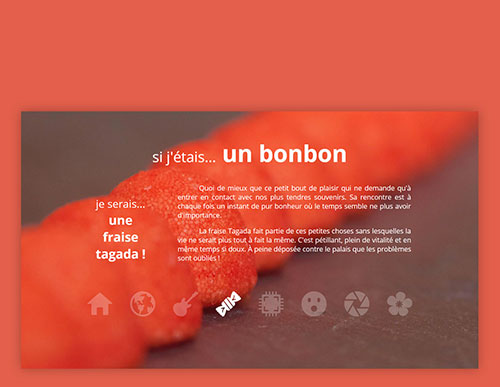 si j'étais... un bonbon
je serais...
une
fraise
tagada !
Quoi de mieux que ce petit bout de plaisir qui ne demande qu'à
entrer en contact avec nos plus tendres souvenirs. Sa rencontre est à
chaque fois un instant de pur bonheur où le temps semble ne plus avoir
d'importance.
La fraise Tagada fait partie de ces petites choses sans lesquelles la
vie ne serait plus tout à fait la même. C'est pétillant, plein de vitalité et en
même temps si doux. À peine déposée contre le palais que les problèmes
sont oubliés !